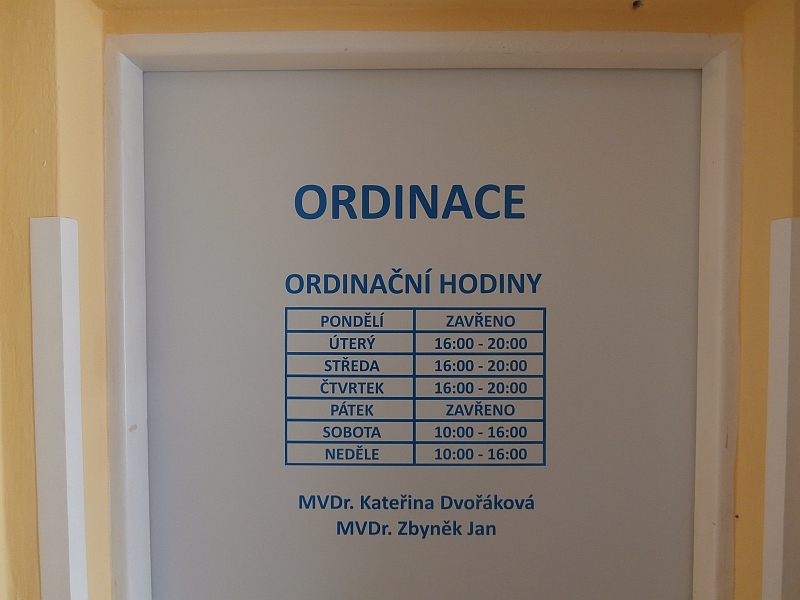 ORDINACE
ORDINAČNÍ HODINY
PONDĚLÍ ZAVŘENO
ÚTERÝ 16:00 - 20:00
STŘEDA 16:00 - 20:00
ČTVRTEK 16:00 - 20:00
PÁTEK ZAVŘENO
SOBOTA 10:00 - 16:00
NEDĚLE 10:00 - 16:00
MVDr. Kateřina Dvořáková
MVDr. Zbyněk Jan